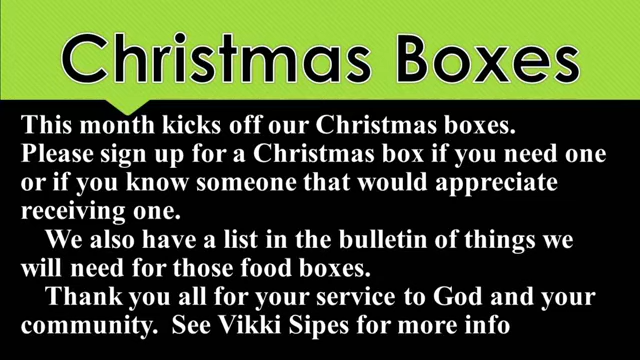 Christmas Boxes
This month kicks off our Christmas boxes.
Please sign up for a Christmas box if you need one
or if you know someone that would appreciate
receiving one.
We also have a list in the bulletin of things we
will need for those food boxes.
Thank you all for your service to God and your
community.  See Vikki Sipes for more info